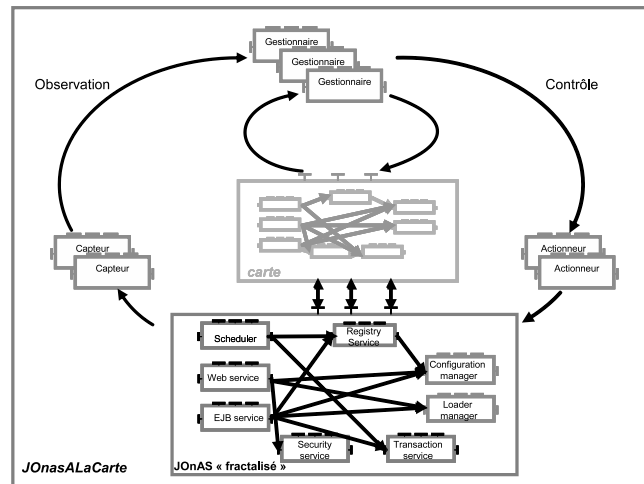 Gestionnaire
Gestionnaire
Gestionnaire
Observation
Contrôle
carte
Capteur
Capteur
Actionneur
Actionneur
Scheduler
Registry
Service
Web service
Configuration
manager
EJB service
Loader
manager
Security
service
Transaction
service
JOnAS « fractalisé »
JOnasALaCarte